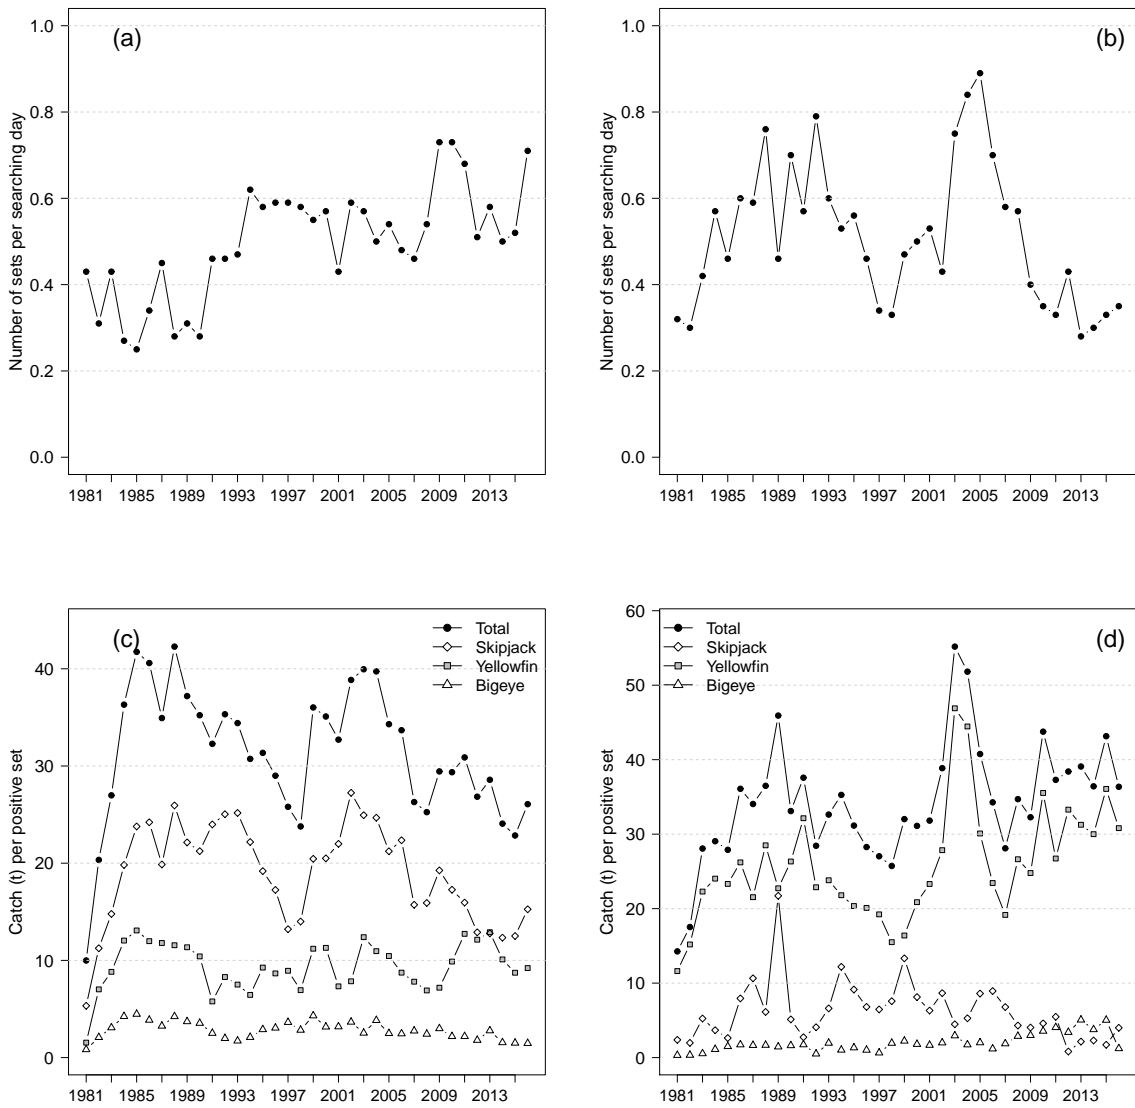 (a)
Number of sets per searching day
1.0
0.8
0.6
0.4
0.2
0.0
1981 1985 1989 1993 1997 2001 2005 2009 2013
(b)
Number of sets per searching day
1.0
0.8
0.6
0.4
0.2
0.0
1981 1985 1989 1993 1997 2001 2005 2009 2013
(c)
Total
Skipjack
Yellowfin
Bigeye
Catch (t) per positive set
40
30
20
10
0
1981 1985 1989 1993 1997 2001 2005 2009 2013
(d)
Total
Skipjack
Yellowfin
Bigeye
Catch (t) per positive set
60
50
40
30
20
10
0
1981 1985 1989 1993 1997 2001 2005 2009 2013